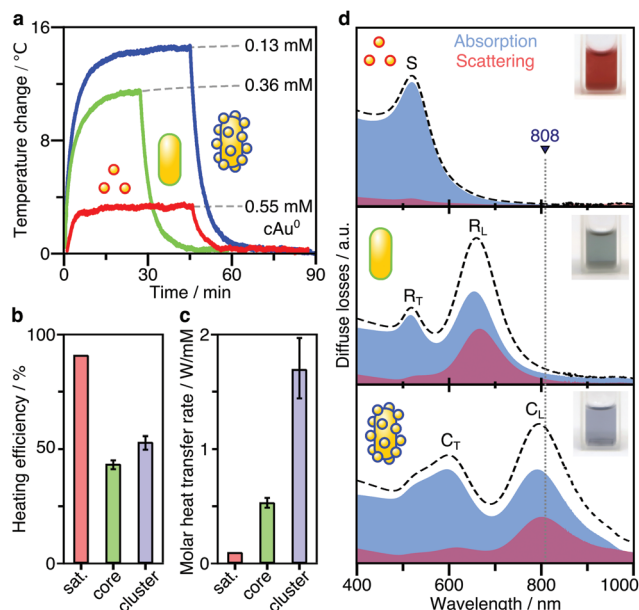 a
Temperature change / °C
16
12
8
4
0
0 30 60 90
Time / min
0.13 mM
0.36 mM
0.55 mM
cAu⁰
b
Heating efficiency / %
100
50
0
sat. core cluster
c
Molar heat transfer rate / W/mM
2
1
0
sat. core cluster
d
Diffuse losses / a.u.
Absorption
Scattering
S
808
R_L
R_T
C_L
C_T
400 600 800 1000
Wavelength / nm